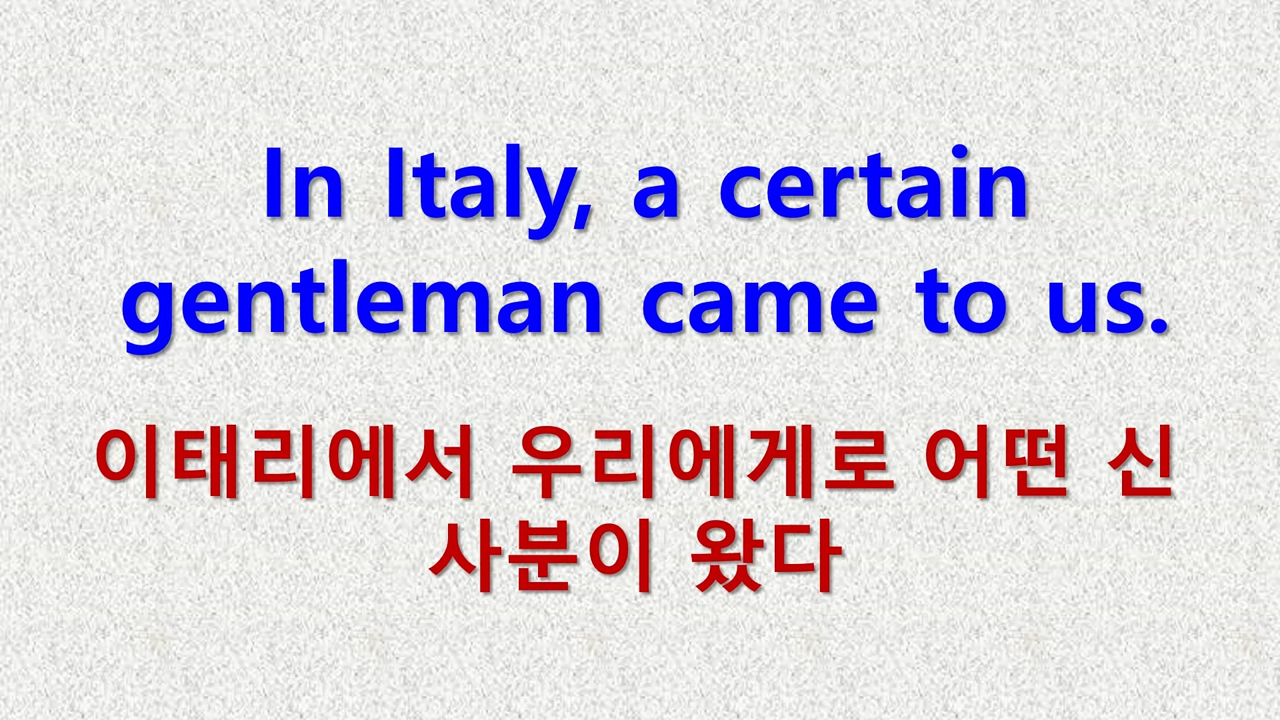 In Italy, a certain
gentleman came to us.
이태리에서 우리에게로 어떤 신
사분이 왔다